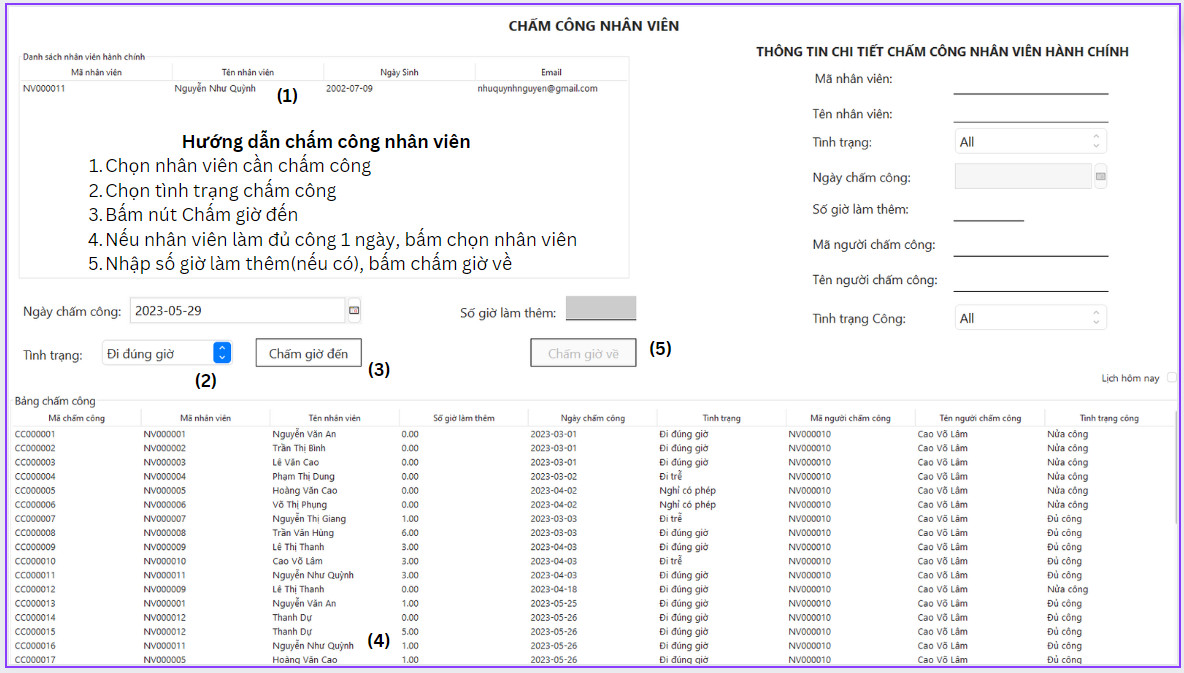 CHẤM CÔNG NHÂN VIÊN
Danh sách nhân viên hành chính
Mã nhân viên Tên nhân viên Ngày Sinh Email
NV000011 Nguyễn Như Quỳnh 2002-07-09 nhuquynhnguyen@gmail.com
(1)
Hướng dẫn chấm công nhân viên
1. Chọn nhân viên cần chấm công
2. Chọn tình trạng chấm công
3. Bấm nút Chấm giờ đến
4. Nếu nhân viên làm đủ công 1 ngày, bấm chọn nhân viên
5. Nhập số giờ làm thêm(nếu có), bấm chấm giờ về
THÔNG TIN CHI TIẾT CHẤM CÔNG NHÂN VIÊN HÀNH CHÍNH
Mã nhân viên:
Tên nhân viên:
Tình trạng: All
Ngày chấm công:
Số giờ làm thêm:
Mã người chấm công:
Tên người chấm công:
Tình trạng Công: All
Ngày chấm công: 2023-05-29 Số giờ làm thêm:
Tình trạng: Đi đúng giờ Chấm giờ đến Chấm giờ về (5)
(2) (3)
Lịch hôm nay
Bảng chấm công
Mã chấm công Mã nhân viên Tên nhân viên Số giờ làm thêm Ngày chấm công Tình trạng Mã người chấm công Tên người chấm công Tình trạng công
CC000001 NV000001 Nguyễn Văn An 0.00 2023-03-01 Đi đúng giờ NV000010 Cao Võ Lâm Nửa công
CC000002 NV000002 Trần Thị Bình 0.00 2023-03-01 Đi đúng giờ NV000010 Cao Võ Lâm Nửa công
CC000003 NV000003 Lê Văn Cao 0.00 2023-03-01 Đi đúng giờ NV000010 Cao Võ Lâm Nửa công
CC000004 NV000004 Phạm Thị Dung 0.00 2023-03-02 Đi trễ NV000010 Cao Võ Lâm Nửa công
CC000005 NV000005 Hoàng Văn Cao 0.00 2023-04-02 Nghỉ có phép NV000010 Cao Võ Lâm Nửa công
CC000006 NV000006 Võ Thị Phụng 0.00 2023-04-02 Nghỉ có phép NV000010 Cao Võ Lâm Nửa công
CC000007 NV000007 Nguyễn Thị Giang 1.00 2023-03-03 Đi trễ NV000010 Cao Võ Lâm Đủ công
CC000008 NV000008 Trần Văn Hùng 6.00 2023-03-03 Đi đúng giờ NV000010 Cao Võ Lâm Đủ công
CC000009 NV000009 Lê Thị Thanh 3.00 2023-04-03 Đi đúng giờ NV000010 Cao Võ Lâm Đủ công
CC000010 NV000010 Cao Võ Lâm 3.00 2023-04-03 Đi trễ NV000010 Cao Võ Lâm Đủ công
CC000011 NV000011 Nguyễn Như Quỳnh 3.00 2023-04-03 Đi đúng giờ NV000010 Cao Võ Lâm Đủ công
CC000012 NV000009 Lê Thị Thanh 0.00 2023-04-18 Đi đúng giờ NV000010 Cao Võ Lâm Nửa công
CC000013 NV000001 Nguyễn Văn An 1.00 2023-05-25 Đi đúng giờ NV000010 Cao Võ Lâm Đủ công
CC000014 NV000012 Thanh Dự 0.00 2023-05-26 Đi đúng giờ NV000010 Cao Võ Lâm Đủ công
CC000015 NV000012 Thanh Dự 5.00 2023-05-26 Đi đúng giờ NV000010 Cao Võ Lâm Đủ công
CC000016 NV000011 Nguyễn Như Quỳnh (4) 1.00 2023-05-26 Đi đúng giờ NV000010 Cao Võ Lâm Đủ công
CC000017 NV000005 Hoàng Văn Cao 1.00 2023-05-26 Đi đúng giờ NV000010 Cao Võ Lâm Đủ công